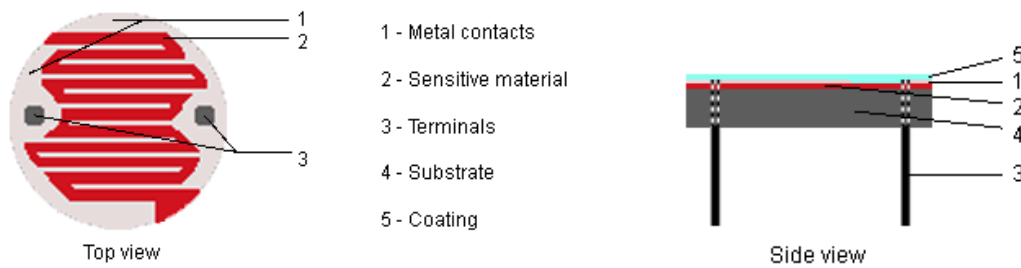 1
2
3
Top view
1 - Metal contacts
2 - Sensitive material
3 - Terminals
4 - Substrate
5 - Coating
5
1
2
4
3
Side view